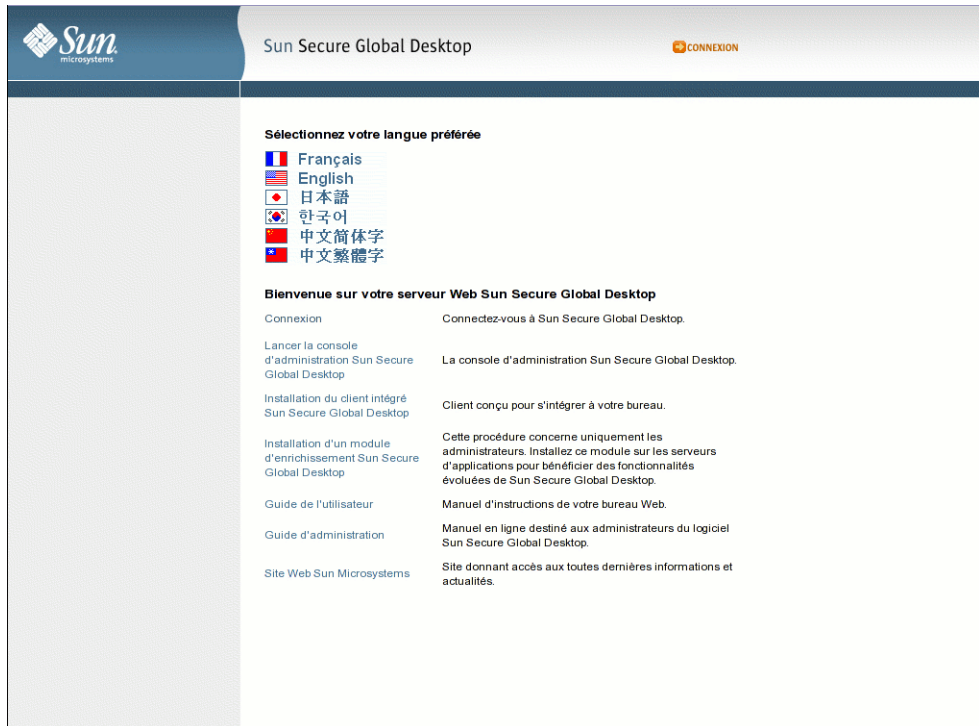 Sun
microsystems
Sun Secure Global Desktop
CONNEXION
Sélectionnez votre langue préférée
Français
English
日本語
한국어
中文简体字
中文繁體字
Bienvenue sur votre serveur Web Sun Secure Global Desktop
Connexion
Connectez-vous à Sun Secure Global Desktop.
Lancer la console
d'administration Sun Secure
Global Desktop
La console d'administration Sun Secure Global Desktop.
Installation du client intégré
Sun Secure Global Desktop
Client conçu pour s'intégrer à votre bureau.
Installation d'un module
d'enrichissement Sun Secure
Global Desktop
Cette procédure concerne uniquement les
administrateurs. Installez ce module sur les serveurs
d'applications pour bénéficier des fonctionnalités
évoluées de Sun Secure Global Desktop.
Guide de l'utilisateur
Manuel d'instructions de votre bureau Web.
Guide d'administration
Manuel en ligne destiné aux administrateurs du logiciel
Sun Secure Global Desktop.
Site Web Sun Microsystems
Site donnant accès aux toutes dernières informations et
actualités.